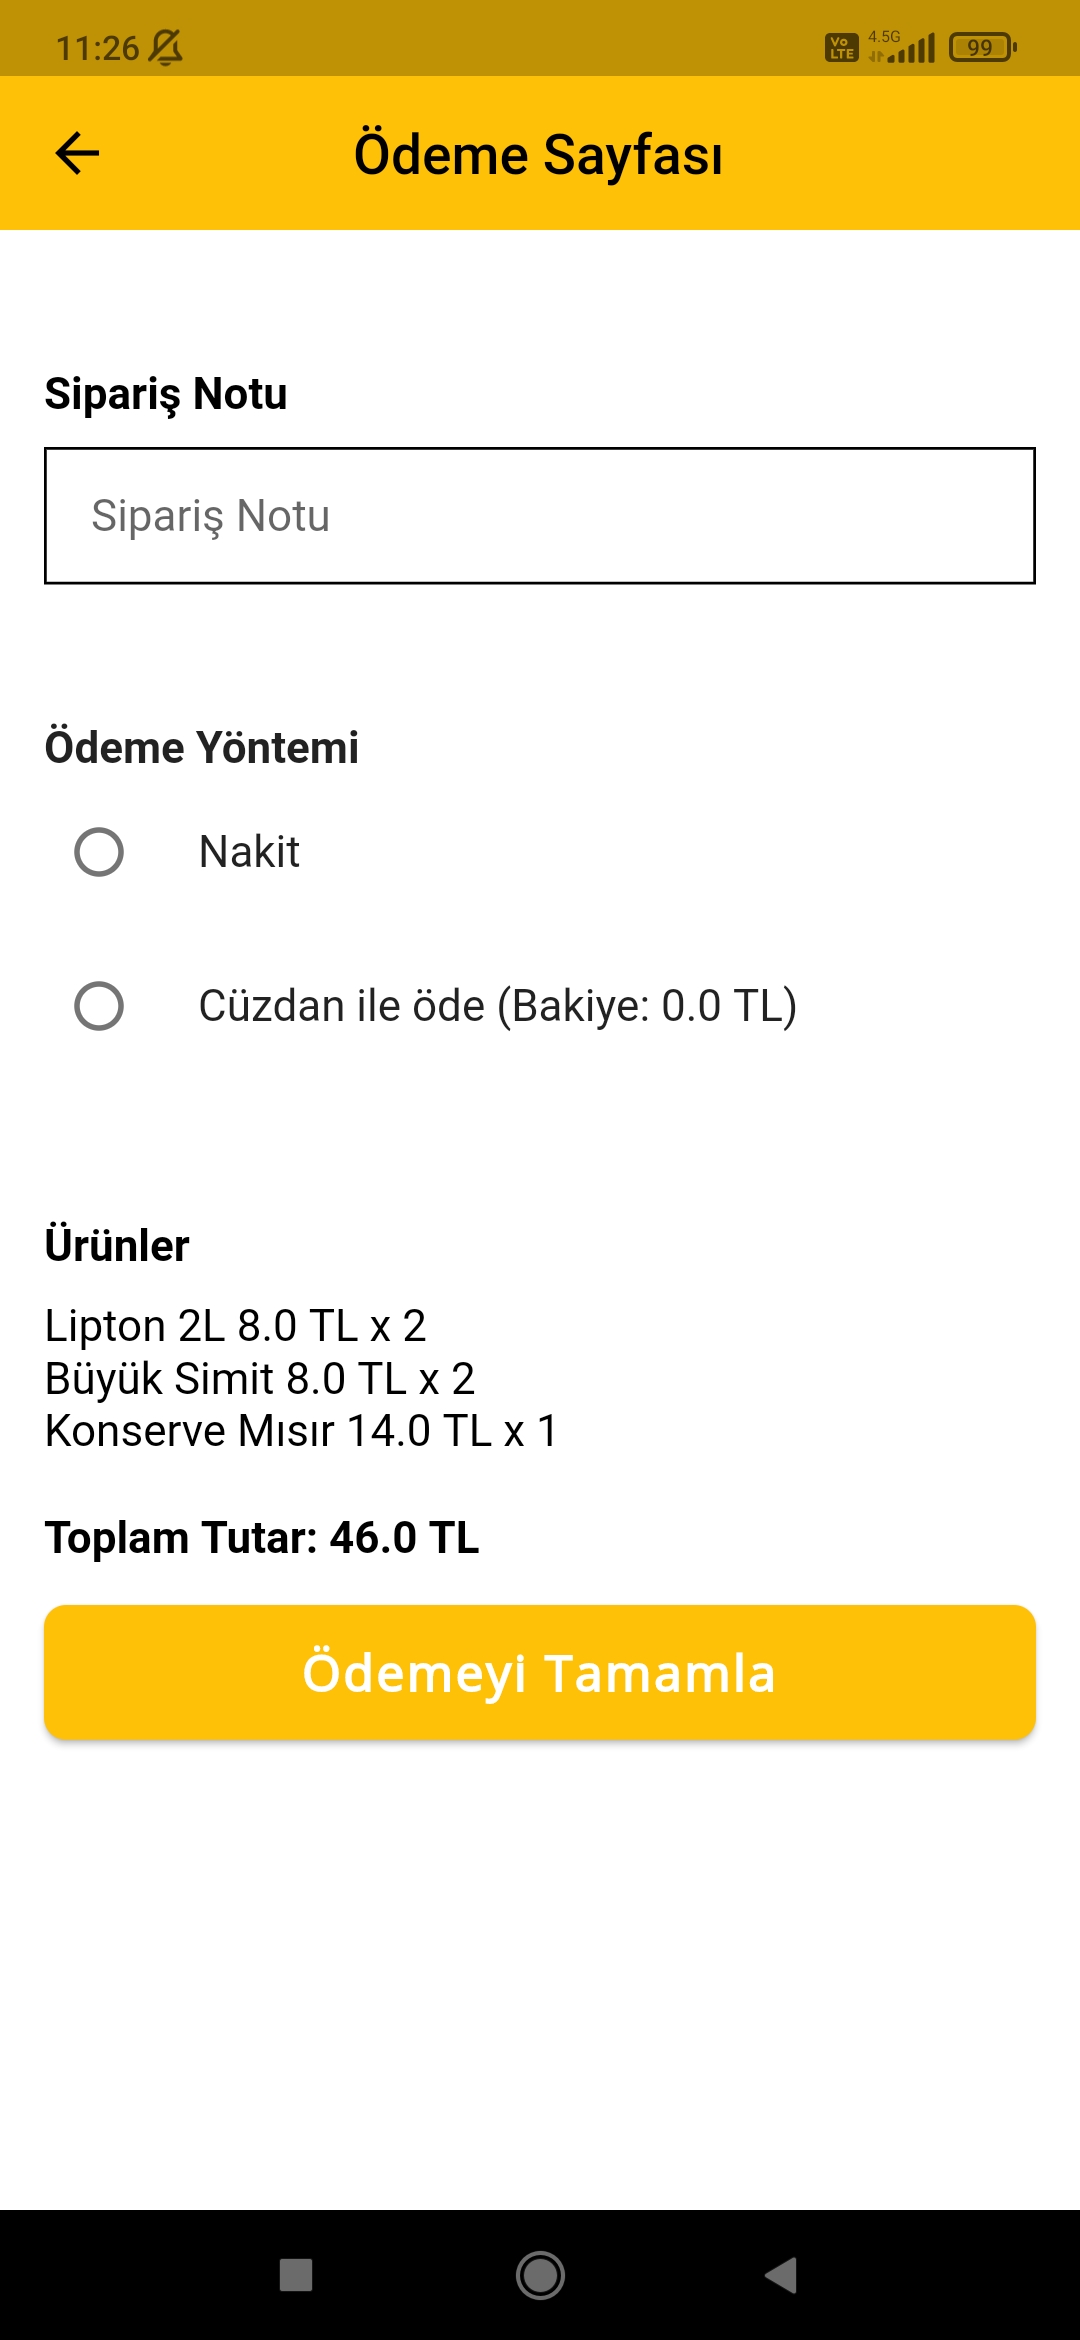 11:26
Vo LTE 4.5G 99
Ödeme Sayfası
Sipariş Notu
Sipariş Notu
Ödeme Yöntemi
Nakit
Cüzdan ile öde (Bakiye: 0.0 TL)
Ürünler
Lipton 2L 8.0 TL x 2
Büyük Simit 8.0 TL x 2
Konserve Mısır 14.0 TL x 1
Toplam Tutar: 46.0 TL
Ödemeyi Tamamla